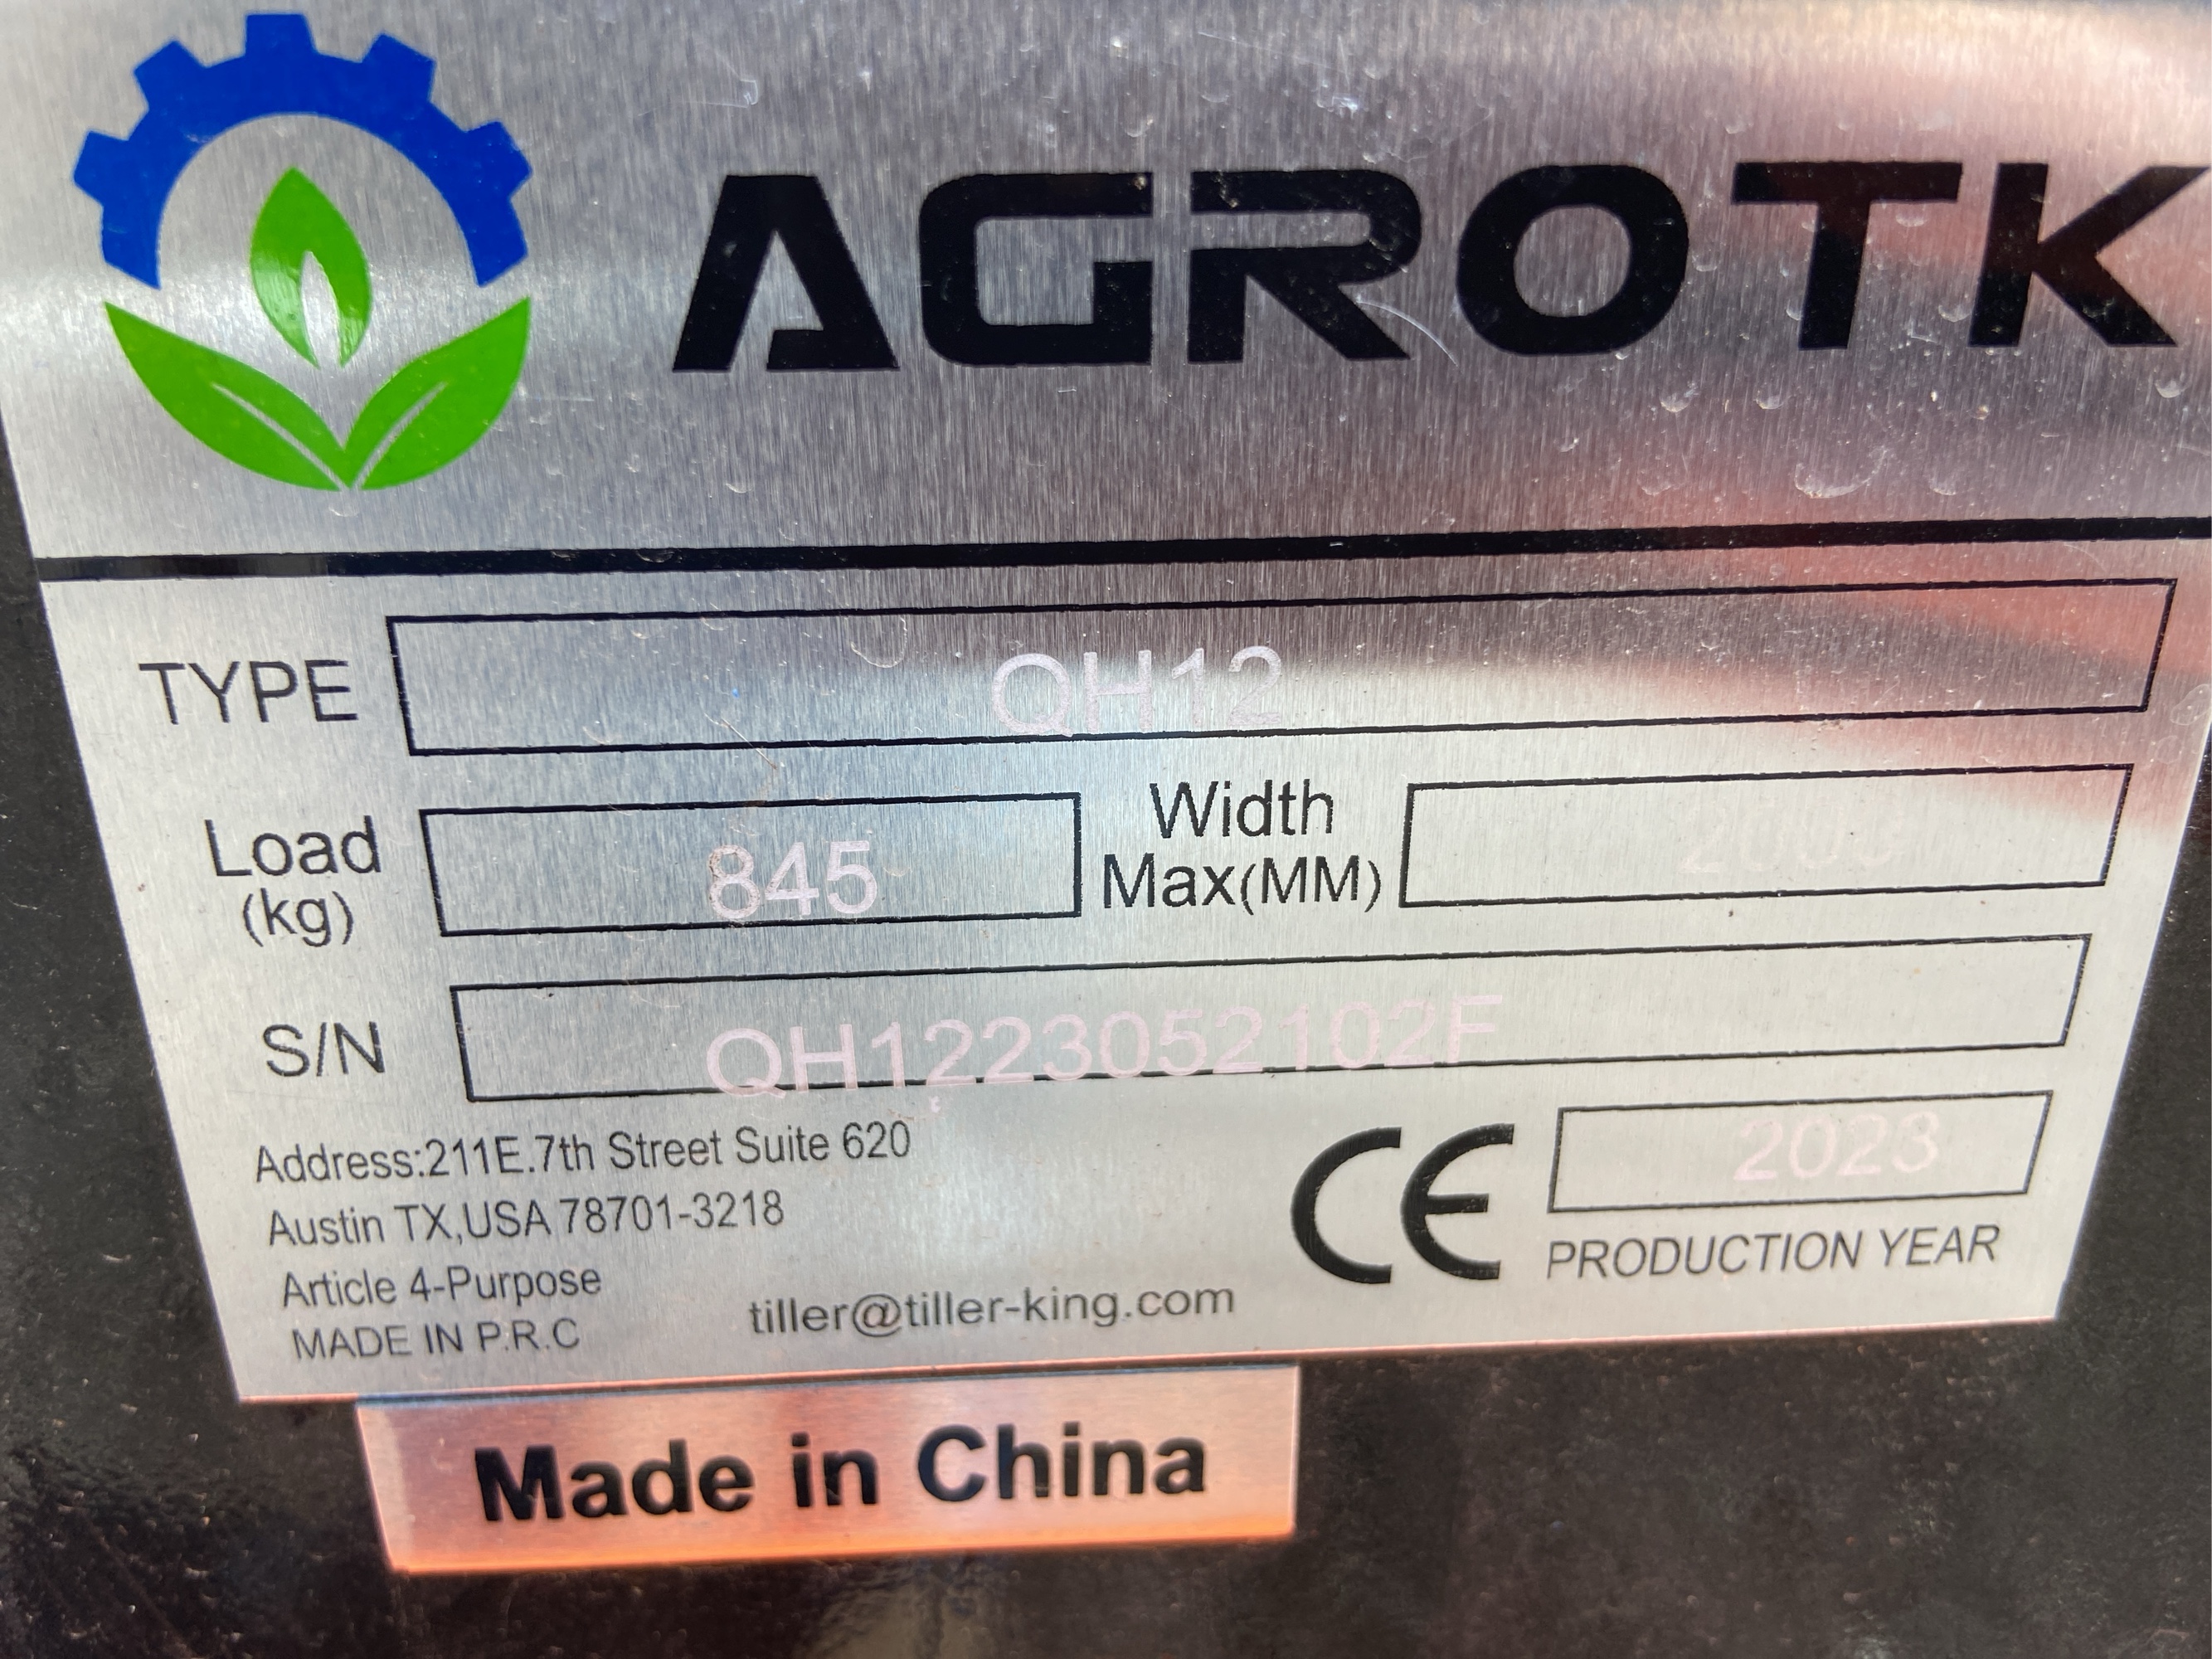 AGROTK
TYPE QH12
Load (kg) 845 Width Max(MM)
S/N QH1223052102F
Address:211E.7th Street Suite 620
Austin TX,USA 78701-3218
Article 4-Purpose
MADE IN P.R.C
tiller@tiller-king.com
CE
2023
PRODUCTION YEAR
Made in China